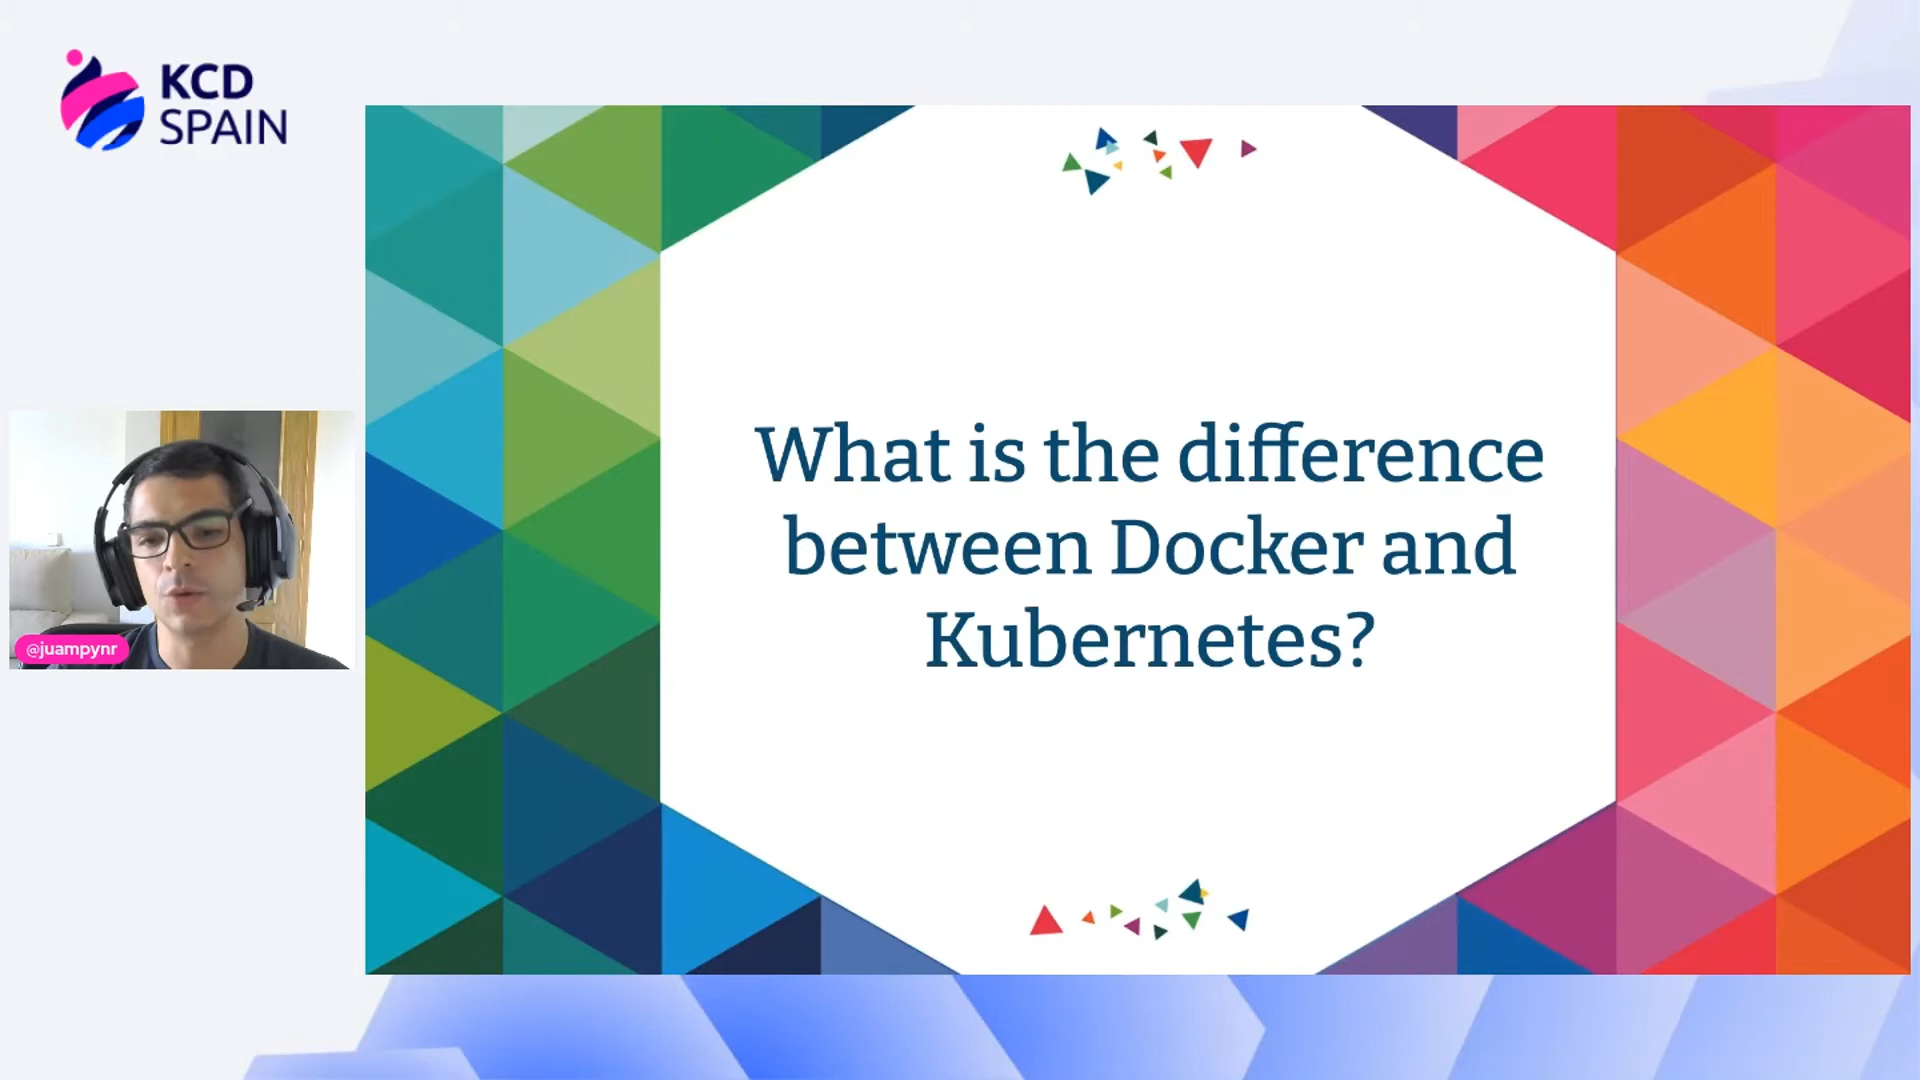 KCD
SPAIN
@juampynr
What is the difference
between Docker and
Kubernetes?